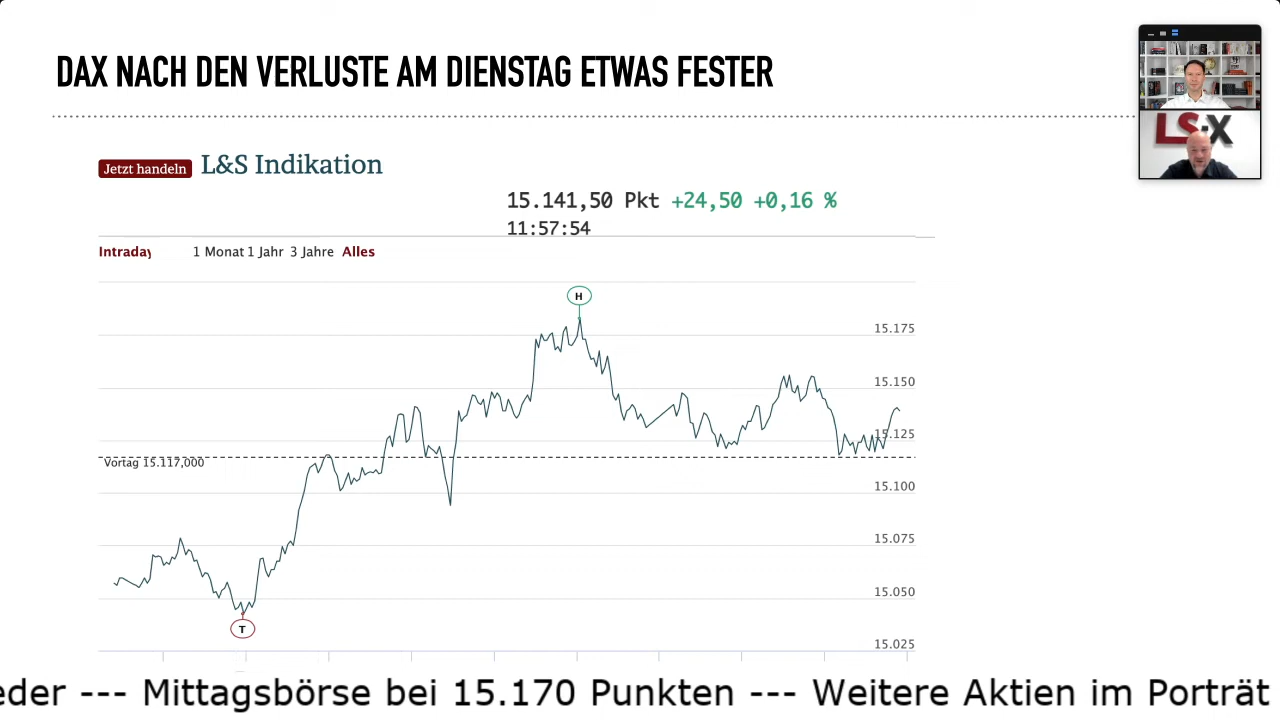 DAX NACH DEN VERLUSTE AM DIENSTAG ETWAS FESTER
LS-X
Jetzt handeln L&S Indikation
15.141,50 Pkt +24,50 +0,16 %
11:57:54
Intraday 1 Monat 1 Jahr 3 Jahre Alles
H
15.175
15.150
15.125
Vortag 15.117,000
15.100
15.075
15.050
T
15.025
eder --- Mittagsbörse bei 15.170 Punkten --- Weitere Aktien im Porträt